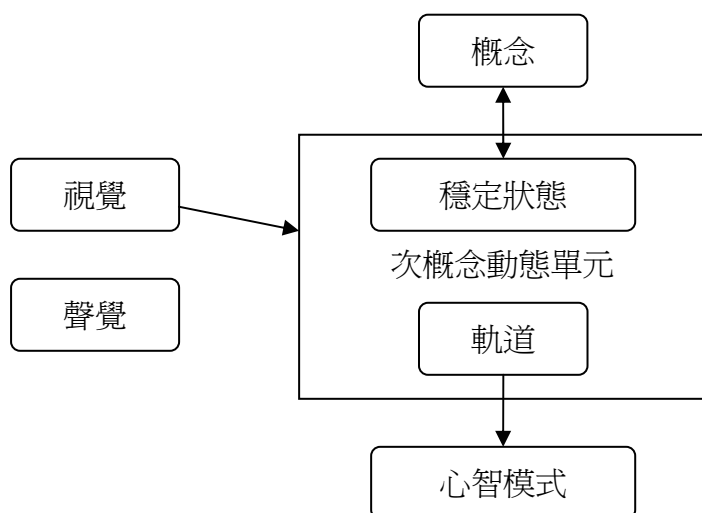 概念
視覺
穩定狀態
次概念動態單元
聲覺
軌道
心智模式